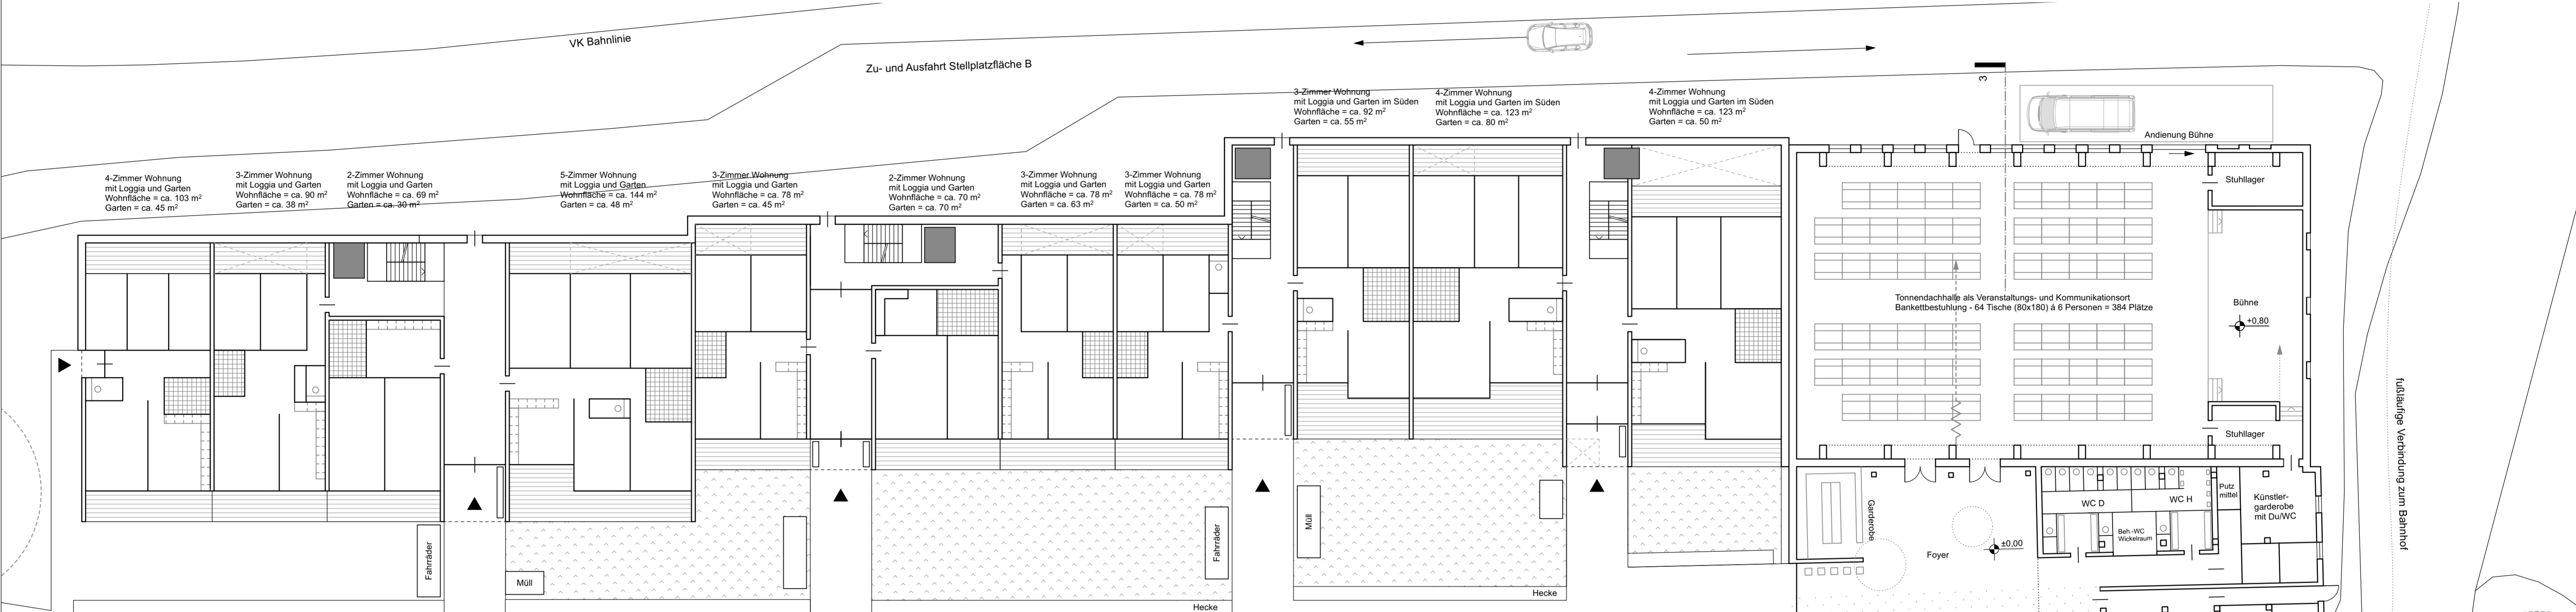 VK Bahnlinie
Zu- und Ausfahrt Stellplatzfläche B
3
4-Zimmer Wohnung
mit Loggia und Garten
Wohnfläche = ca. 103 m²
Garten = ca. 45 m²
3-Zimmer Wohnung
mit Loggia und Garten
Wohnfläche = ca. 90 m²
Garten = ca. 38 m²
2-Zimmer Wohnung
mit Loggia und Garten
Wohnfläche = ca. 69 m²
Garten = ca. 30 m²
5-Zimmer Wohnung
mit Loggia und Garten
Wohnfläche = ca. 144 m²
Garten = ca. 48 m²
3-Zimmer Wohnung
mit Loggia und Garten
Wohnfläche = ca. 78 m²
Garten = ca. 45 m²
2-Zimmer Wohnung
mit Loggia und Garten
Wohnfläche = ca. 70 m²
Garten = ca. 70 m²
3-Zimmer Wohnung
mit Loggia und Garten
Wohnfläche = ca. 78 m²
Garten = ca. 63 m²
3-Zimmer Wohnung
mit Loggia und Garten
Wohnfläche = ca. 78 m²
Garten = ca. 50 m²
3-Zimmer Wohnung
mit Loggia und Garten im Süden
Wohnfläche = ca. 92 m²
Garten = ca. 55 m²
4-Zimmer Wohnung
mit Loggia und Garten im Süden
Wohnfläche = ca. 123 m²
Garten = ca. 80 m²
4-Zimmer Wohnung
mit Loggia und Garten im Süden
Wohnfläche = ca. 123 m²
Garten = ca. 50 m²
Andienung Bühne
Stuhllager
Tonnendachhalle als Veranstaltungs- und Kommunikationsort
Bankettbestuhlung - 64 Tische (80x180) á 6 Personen = 384 Plätze
Bühne
+0,80
Stuhllager
fußläufige Verbindung zum Bahnhof
Fahrräder
Müll
Fahrräder
Hecke
Müll
Hecke
Garderobe
Foyer
±0,00
WC D
WC H
Beh.-WC
Wickelraum
Putz
mittel
Künstler-
garderobe
mit Du/WC